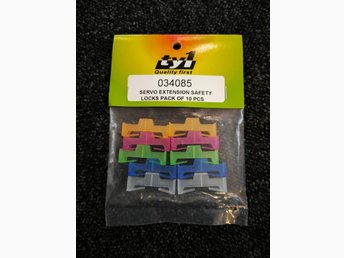 ty1
Quality first
034085
SERVO EXTENSION SAFETY
LOCKS PACK OF 10 PCS